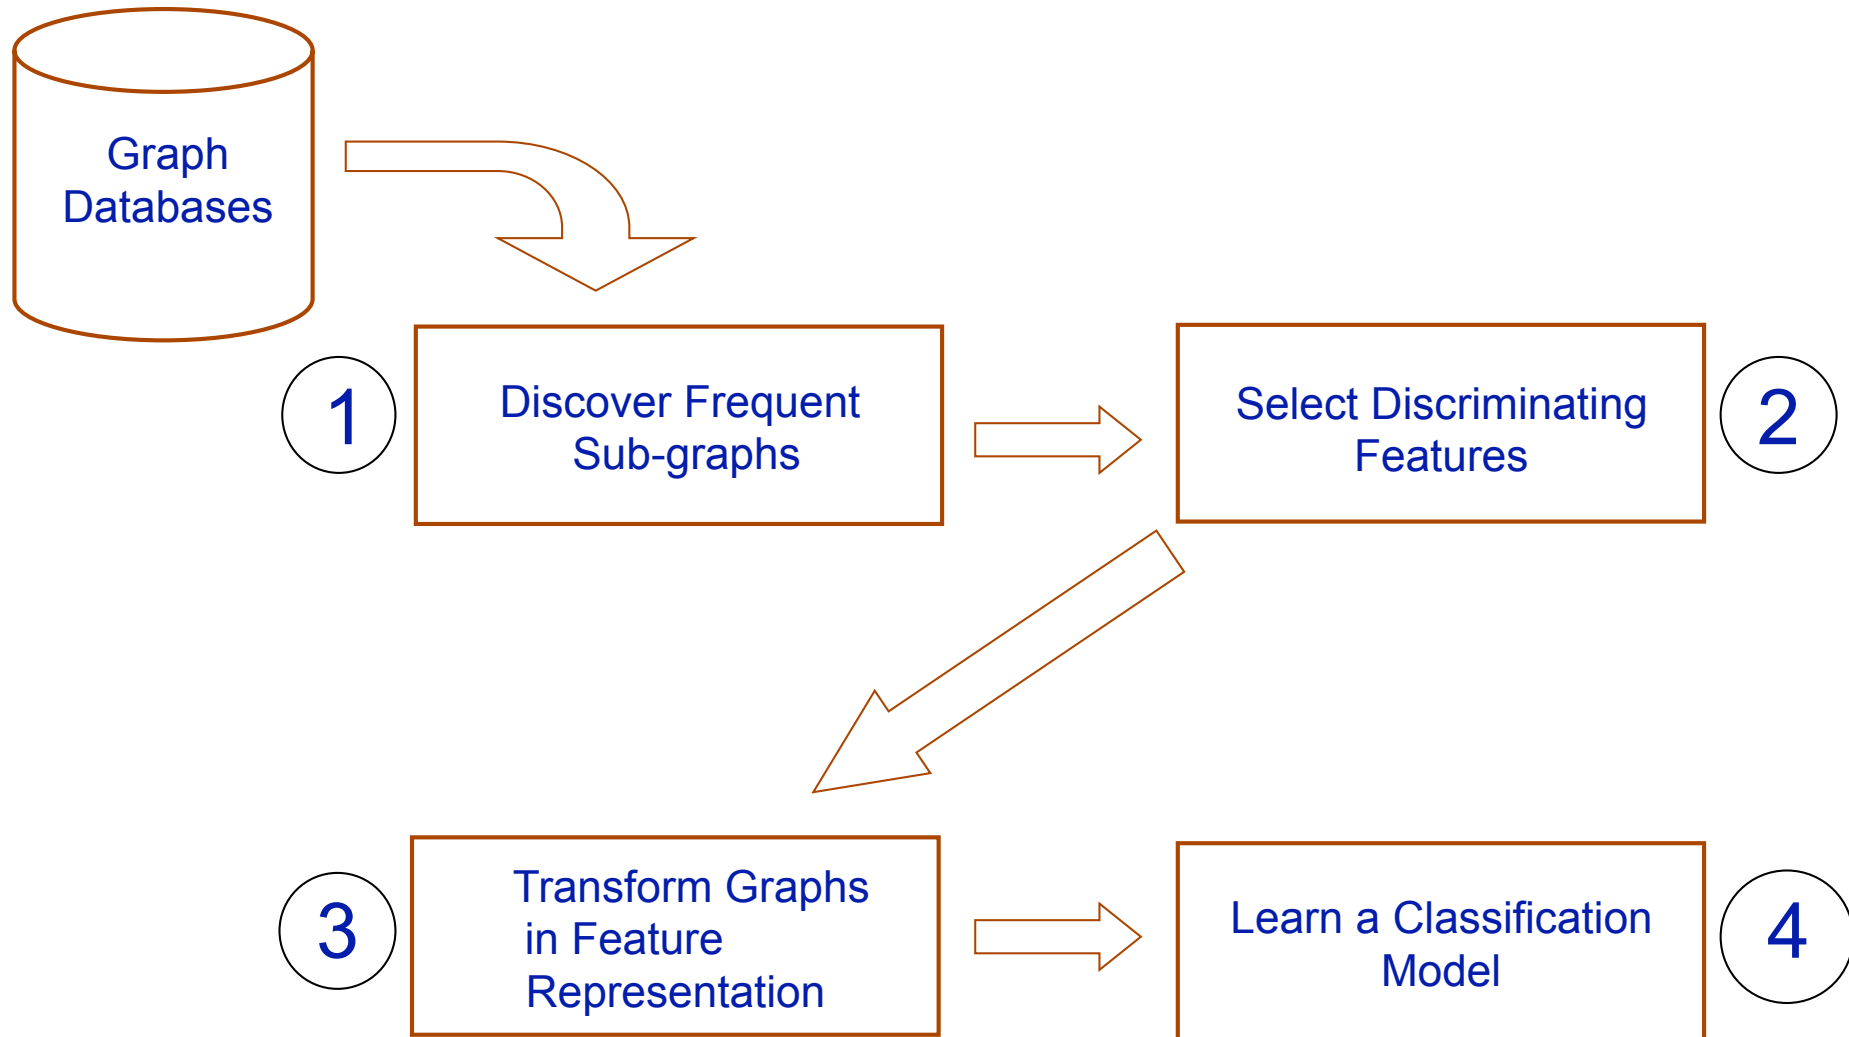 Graph
Databases
1
Discover Frequent
Sub-graphs
Select Discriminating
Features
2
3
Transform Graphs
in Feature
Representation
Learn a Classification
Model
4